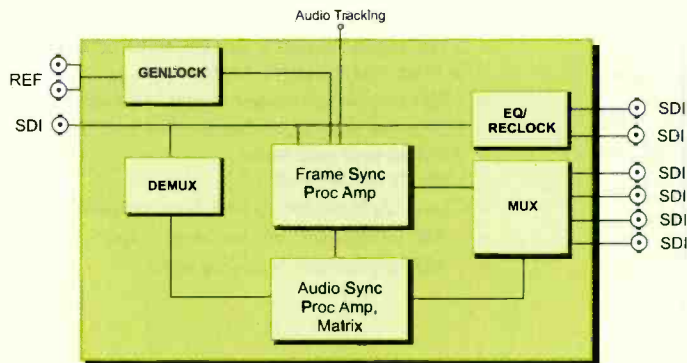 Audio Tracking
REF
GENLOCK
SDI
EQ/
RECLOCK
SDI
SDI
DEMUX
Frame Sync
Proc Amp
MUX
SDI
SDI
SDI
SDI
Audio Sync
Proc Amp,
Matrix